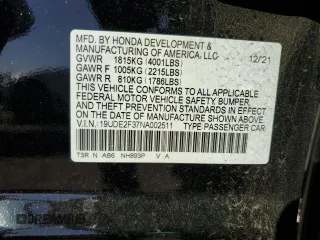 MFD. BY HONDA DEVELOPMENT &
MANUFACTURING OF AMERICA, LLC 12/21
GVWR 1815KG (4001LBS)
GAWR F 1005KG (2215LBS)
GAWR R 810KG (1786LBS)
THIS VEHICLE CONFORMS TO ALL APPLICABLE
FEDERAL MOTOR VEHICLE SAFETY, BUMPER,
AND THEFT PREVENTION STANDARDS IN EFFECT
ON THE DATE OF MANUFACTURE SHOWN ABOVE.
V.I.N.: 19UDE2F37NA002511 TYPE PASSENGER CAR
T3R N AB6 NH893P V A